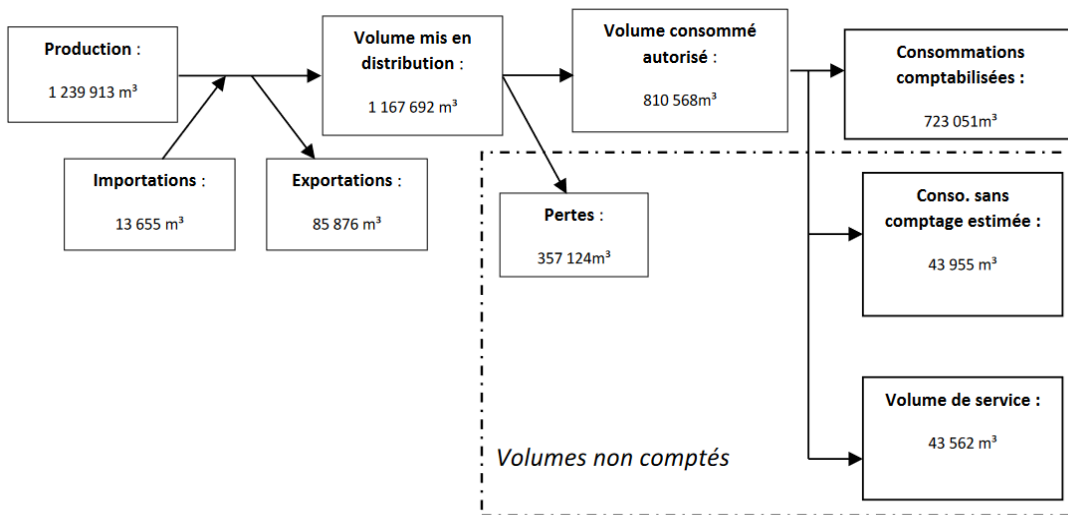 Production :
1 239 913 m³
Volume mis en
distribution :
1 167 692 m³
Volume consommé
autorisé :
810 568m³
Consommations
comptabilisées :
723 051m³
Importations :
13 655 m³
Exportations :
85 876 m³
Pertes :
357 124m³
Conso. sans
comptage estimée :
43 955 m³
Volume de service :
43 562 m³
Volumes non comptés